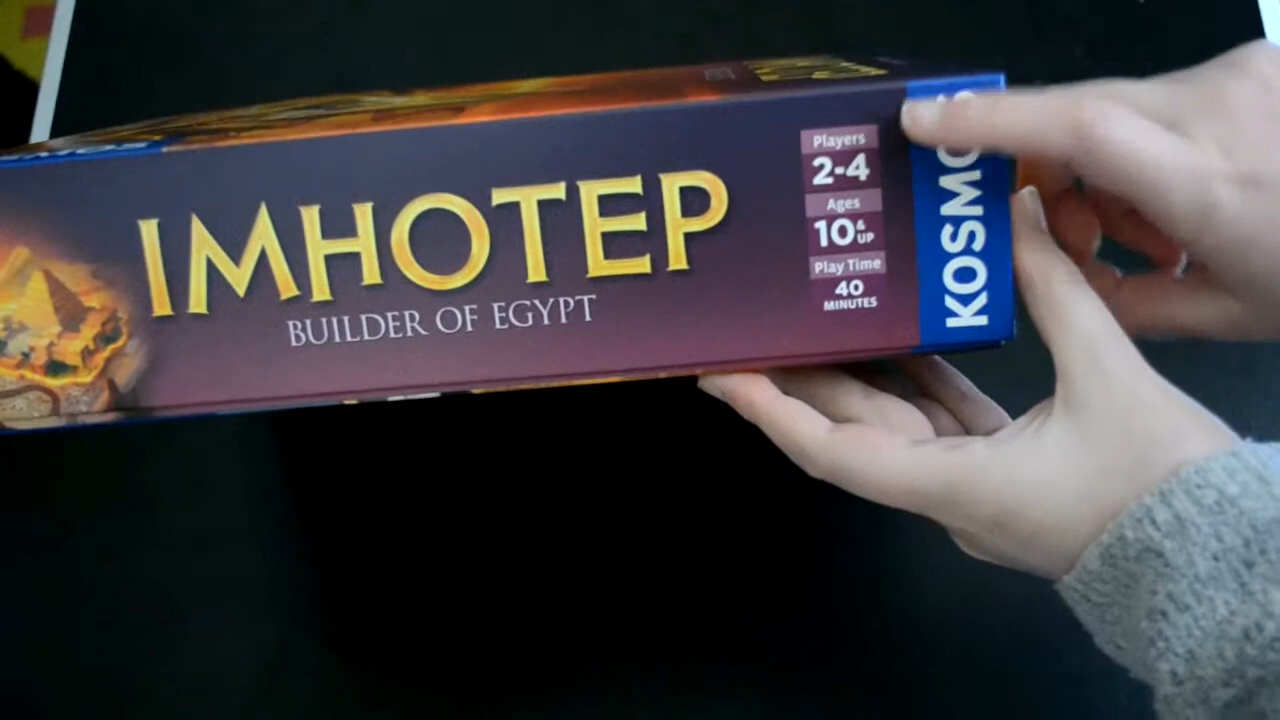 IMHOTEP
BUILDER OF EGYPT
Players
2-4
Ages
10 & UP
Play Time
40
MINUTES
KOSMOS